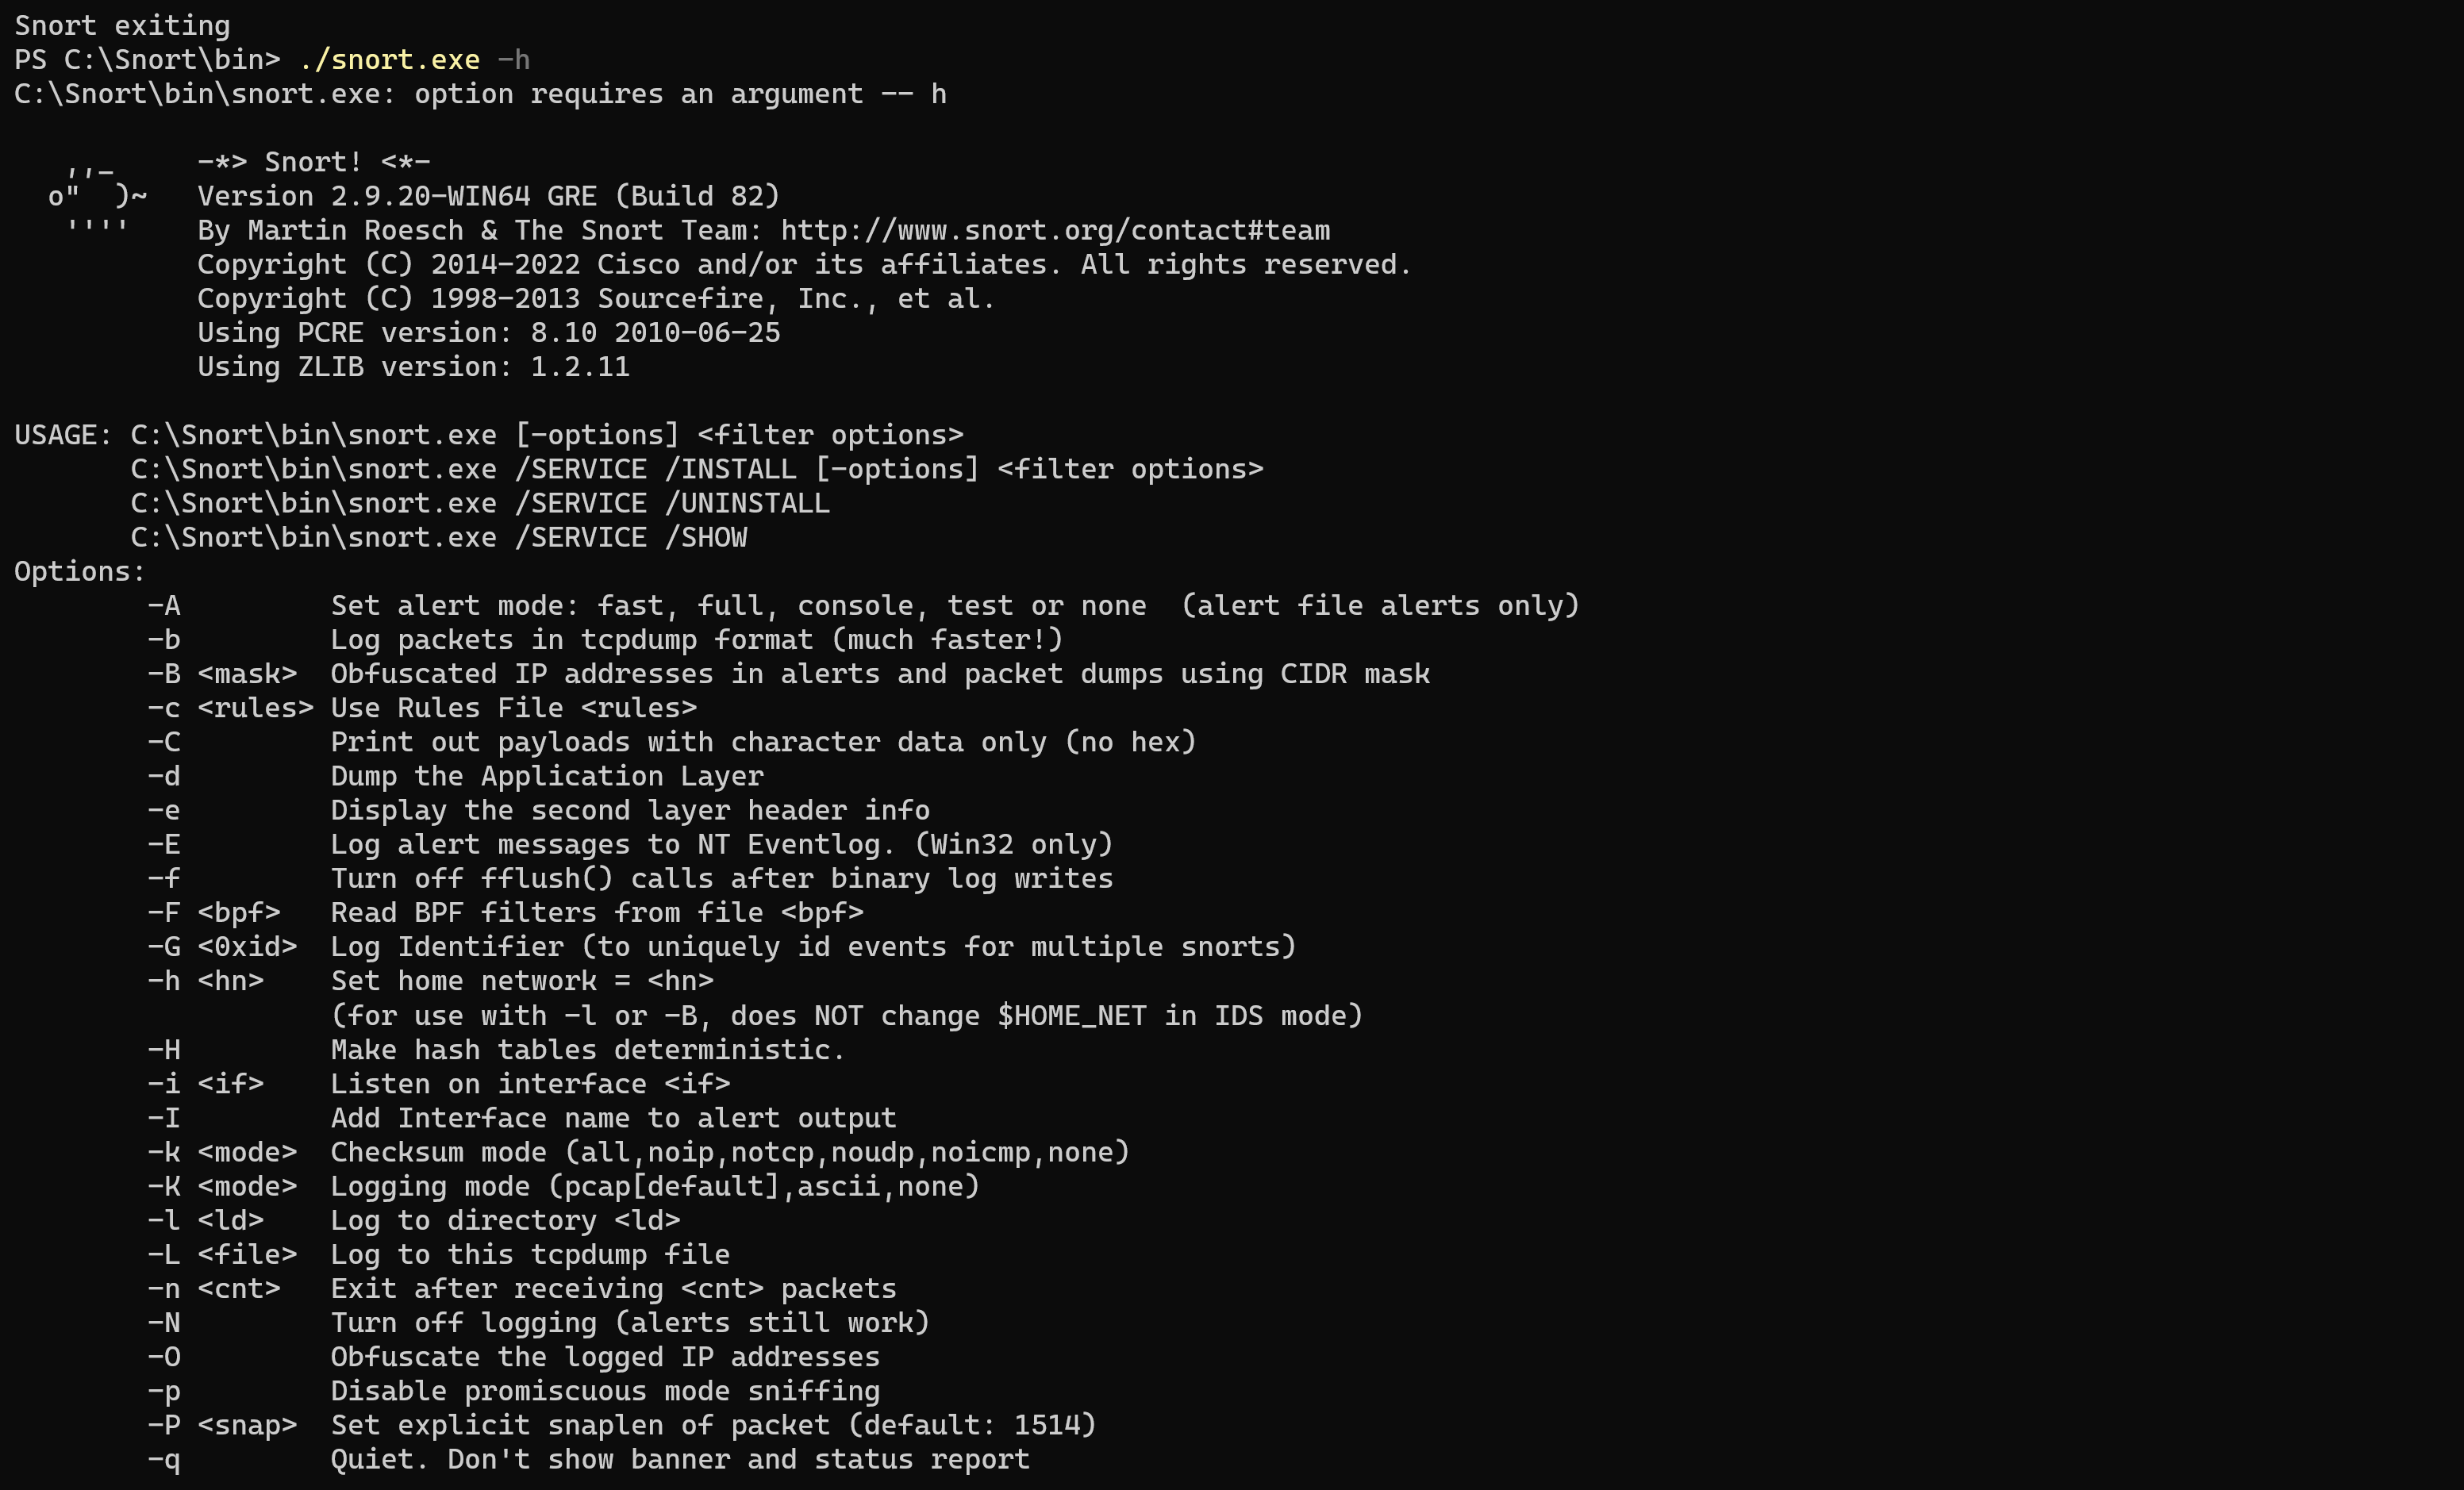 Snort exiting
PS C:\Snort\bin> ./snort.exe -h
C:\Snort\bin\snort.exe: option requires an argument -- h

   ,,_     -*> Snort! <*-
  o"  )~   Version 2.9.20-WIN64 GRE (Build 82)
   ''''    By Martin Roesch & The Snort Team: http://www.snort.org/contact#team
           Copyright (C) 2014-2022 Cisco and/or its affiliates. All rights reserved.
           Copyright (C) 1998-2013 Sourcefire, Inc., et al.
           Using PCRE version: 8.10 2010-06-25
           Using ZLIB version: 1.2.11

USAGE: C:\Snort\bin\snort.exe [-options] <filter options>
       C:\Snort\bin\snort.exe /SERVICE /INSTALL [-options] <filter options>
       C:\Snort\bin\snort.exe /SERVICE /UNINSTALL
       C:\Snort\bin\snort.exe /SERVICE /SHOW
Options:
        -A         Set alert mode: fast, full, console, test or none  (alert file alerts only)
        -b         Log packets in tcpdump format (much faster!)
        -B <mask>  Obfuscated IP addresses in alerts and packet dumps using CIDR mask
        -c <rules> Use Rules File <rules>
        -C         Print out payloads with character data only (no hex)
        -d         Dump the Application Layer
        -e         Display the second layer header info
        -E         Log alert messages to NT Eventlog. (Win32 only)
        -f         Turn off fflush() calls after binary log writes
        -F <bpf>   Read BPF filters from file <bpf>
        -G <0xid>  Log Identifier (to uniquely id events for multiple snorts)
        -h <hn>    Set home network = <hn>
                   (for use with -l or -B, does NOT change $HOME_NET in IDS mode)
        -H         Make hash tables deterministic.
        -i <if>    Listen on interface <if>
        -I         Add Interface name to alert output
        -k <mode>  Checksum mode (all,noip,notcp,noudp,noicmp,none)
        -K <mode>  Logging mode (pcap[default],ascii,none)
        -l <ld>    Log to directory <ld>
        -L <file>  Log to this tcpdump file
        -n <cnt>   Exit after receiving <cnt> packets
        -N         Turn off logging (alerts still work)
        -O         Obfuscate the logged IP addresses
        -p         Disable promiscuous mode sniffing
        -P <snap>  Set explicit snaplen of packet (default: 1514)
        -q         Quiet. Don't show banner and status report